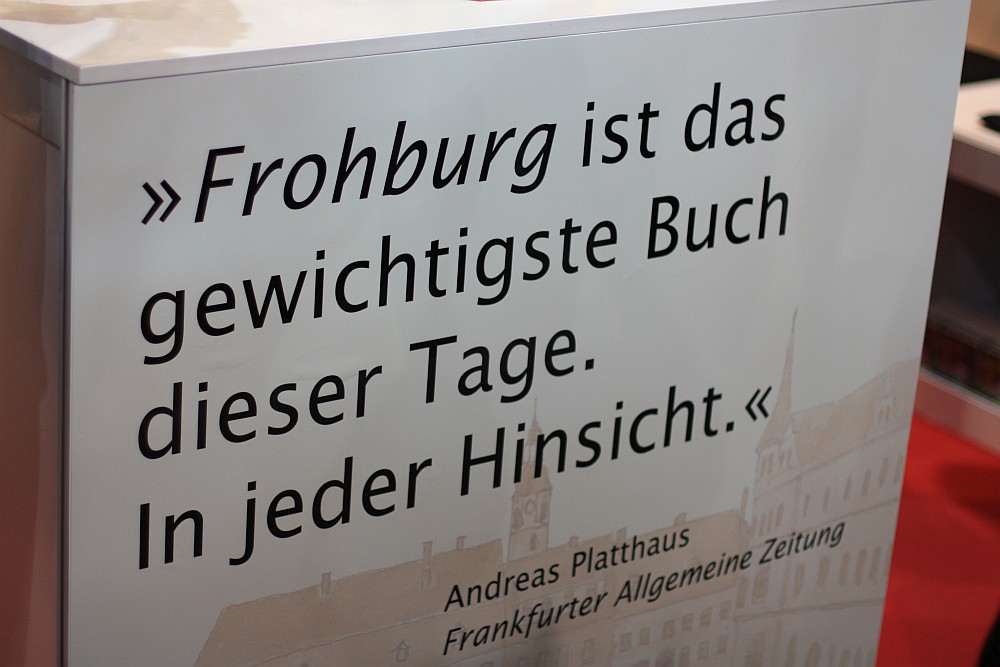 »Frohburg ist das
gewichtigste Buch
dieser Tage.
In jeder Hinsicht.«
Andreas Platthaus
Frankfurter Allgemeine Zeitung